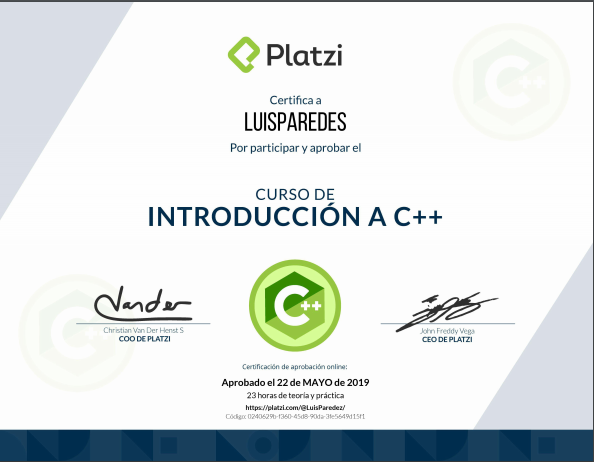 Platzi
Certifica a
LUISPAREDES
Por participar y aprobar el
CURSO DE
INTRODUCCIÓN A C++
C++
Vander
Christian Van Der Henst S
COO DE PLATZI
John Freddy Vega
CEO DE PLATZI
Certificación de aprobación online:
Aprobado el 22 de MAYO de 2019
23 horas de teoría y práctica
https://platzi.com/@LuisParedez/
Código: 0240629b-f360-45d8-90da-3fe5649d15f1